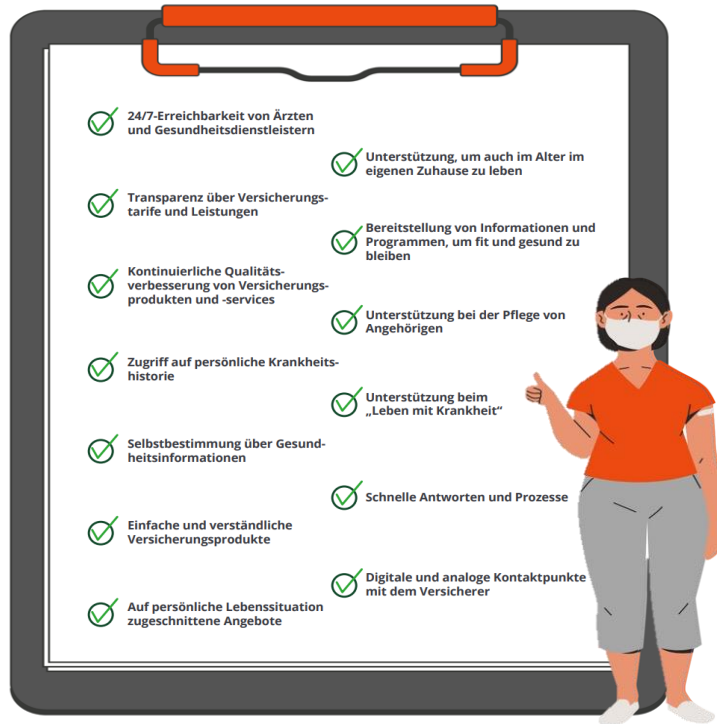 24/7-Erreichbarkeit von Ärzten
und Gesundheitsdienstleistern
Transparenz über Versicherungs-
tarife und Leistungen
Kontinuierliche Qualitäts-
verbesserung von Versicherungs-
produkten und -services
Zugriff auf persönliche Krankheits-
historie
Selbstbestimmung über Gesund-
heitsinformationen
Einfache und verständliche
Versicherungsprodukte
Auf persönliche Lebenssituation
zugeschnittene Angebote
Unterstützung, um auch im Alter im
eigenen Zuhause zu leben
Bereitstellung von Informationen und
Programmen, um fit und gesund zu
bleiben
Unterstützung bei der Pflege von
Angehörigen
Unterstützung beim
„Leben mit Krankheit“
Schnelle Antworten und Prozesse
Digitale und analoge Kontaktpunkte
mit dem Versicherer